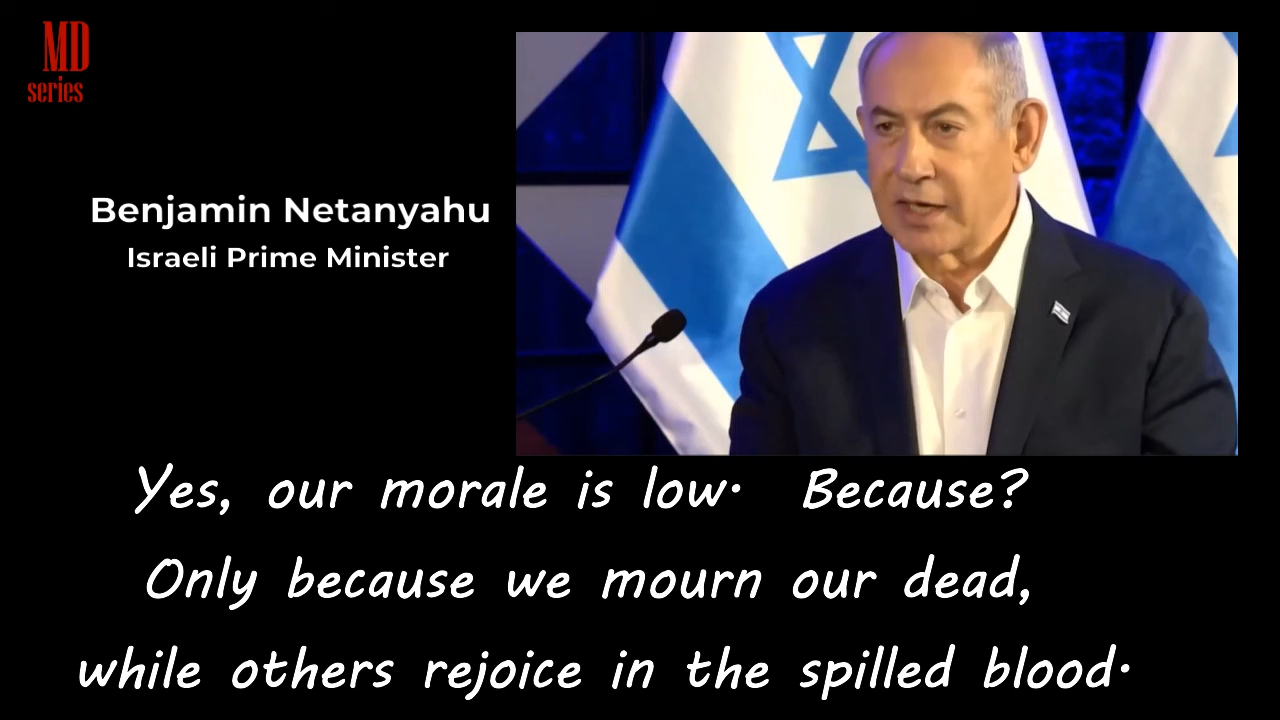 MD
series
Benjamin Netanyahu
Israeli Prime Minister
Yes, our morale is low. Because?
Only because we mourn our dead,
while others rejoice in the spilled blood.